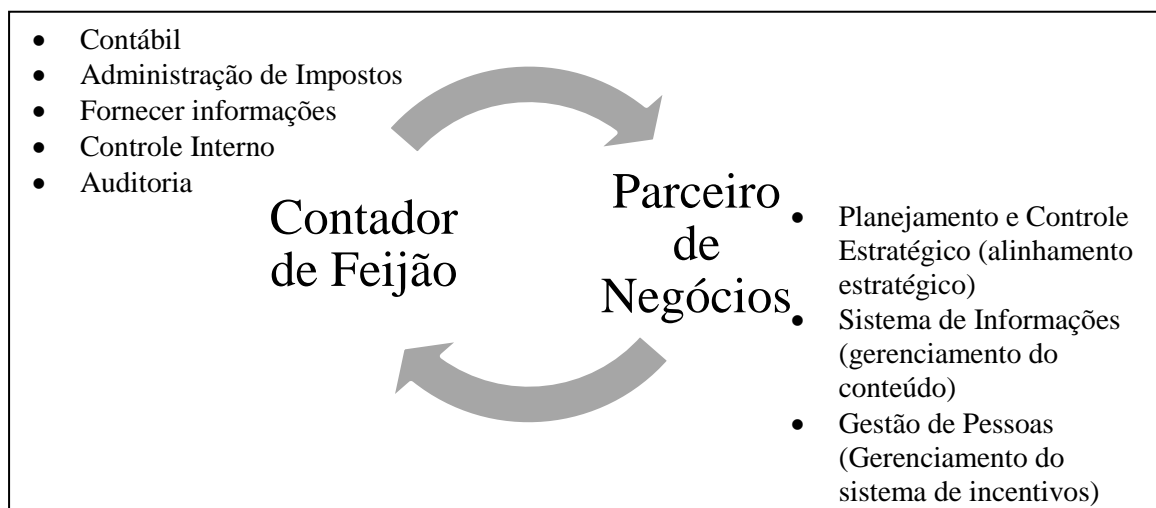 • Contábil
• Administração de Impostos
• Fornecer informações
• Controle Interno
• Auditoria
Contador
de Feijão
Parceiro
de
Negócios
• Planejamento e Controle
Estratégico (alinhamento
estratégico)
• Sistema de Informações
(gerenciamento do
conteúdo)
• Gestão de Pessoas
(Gerenciamento do
sistema de incentivos)